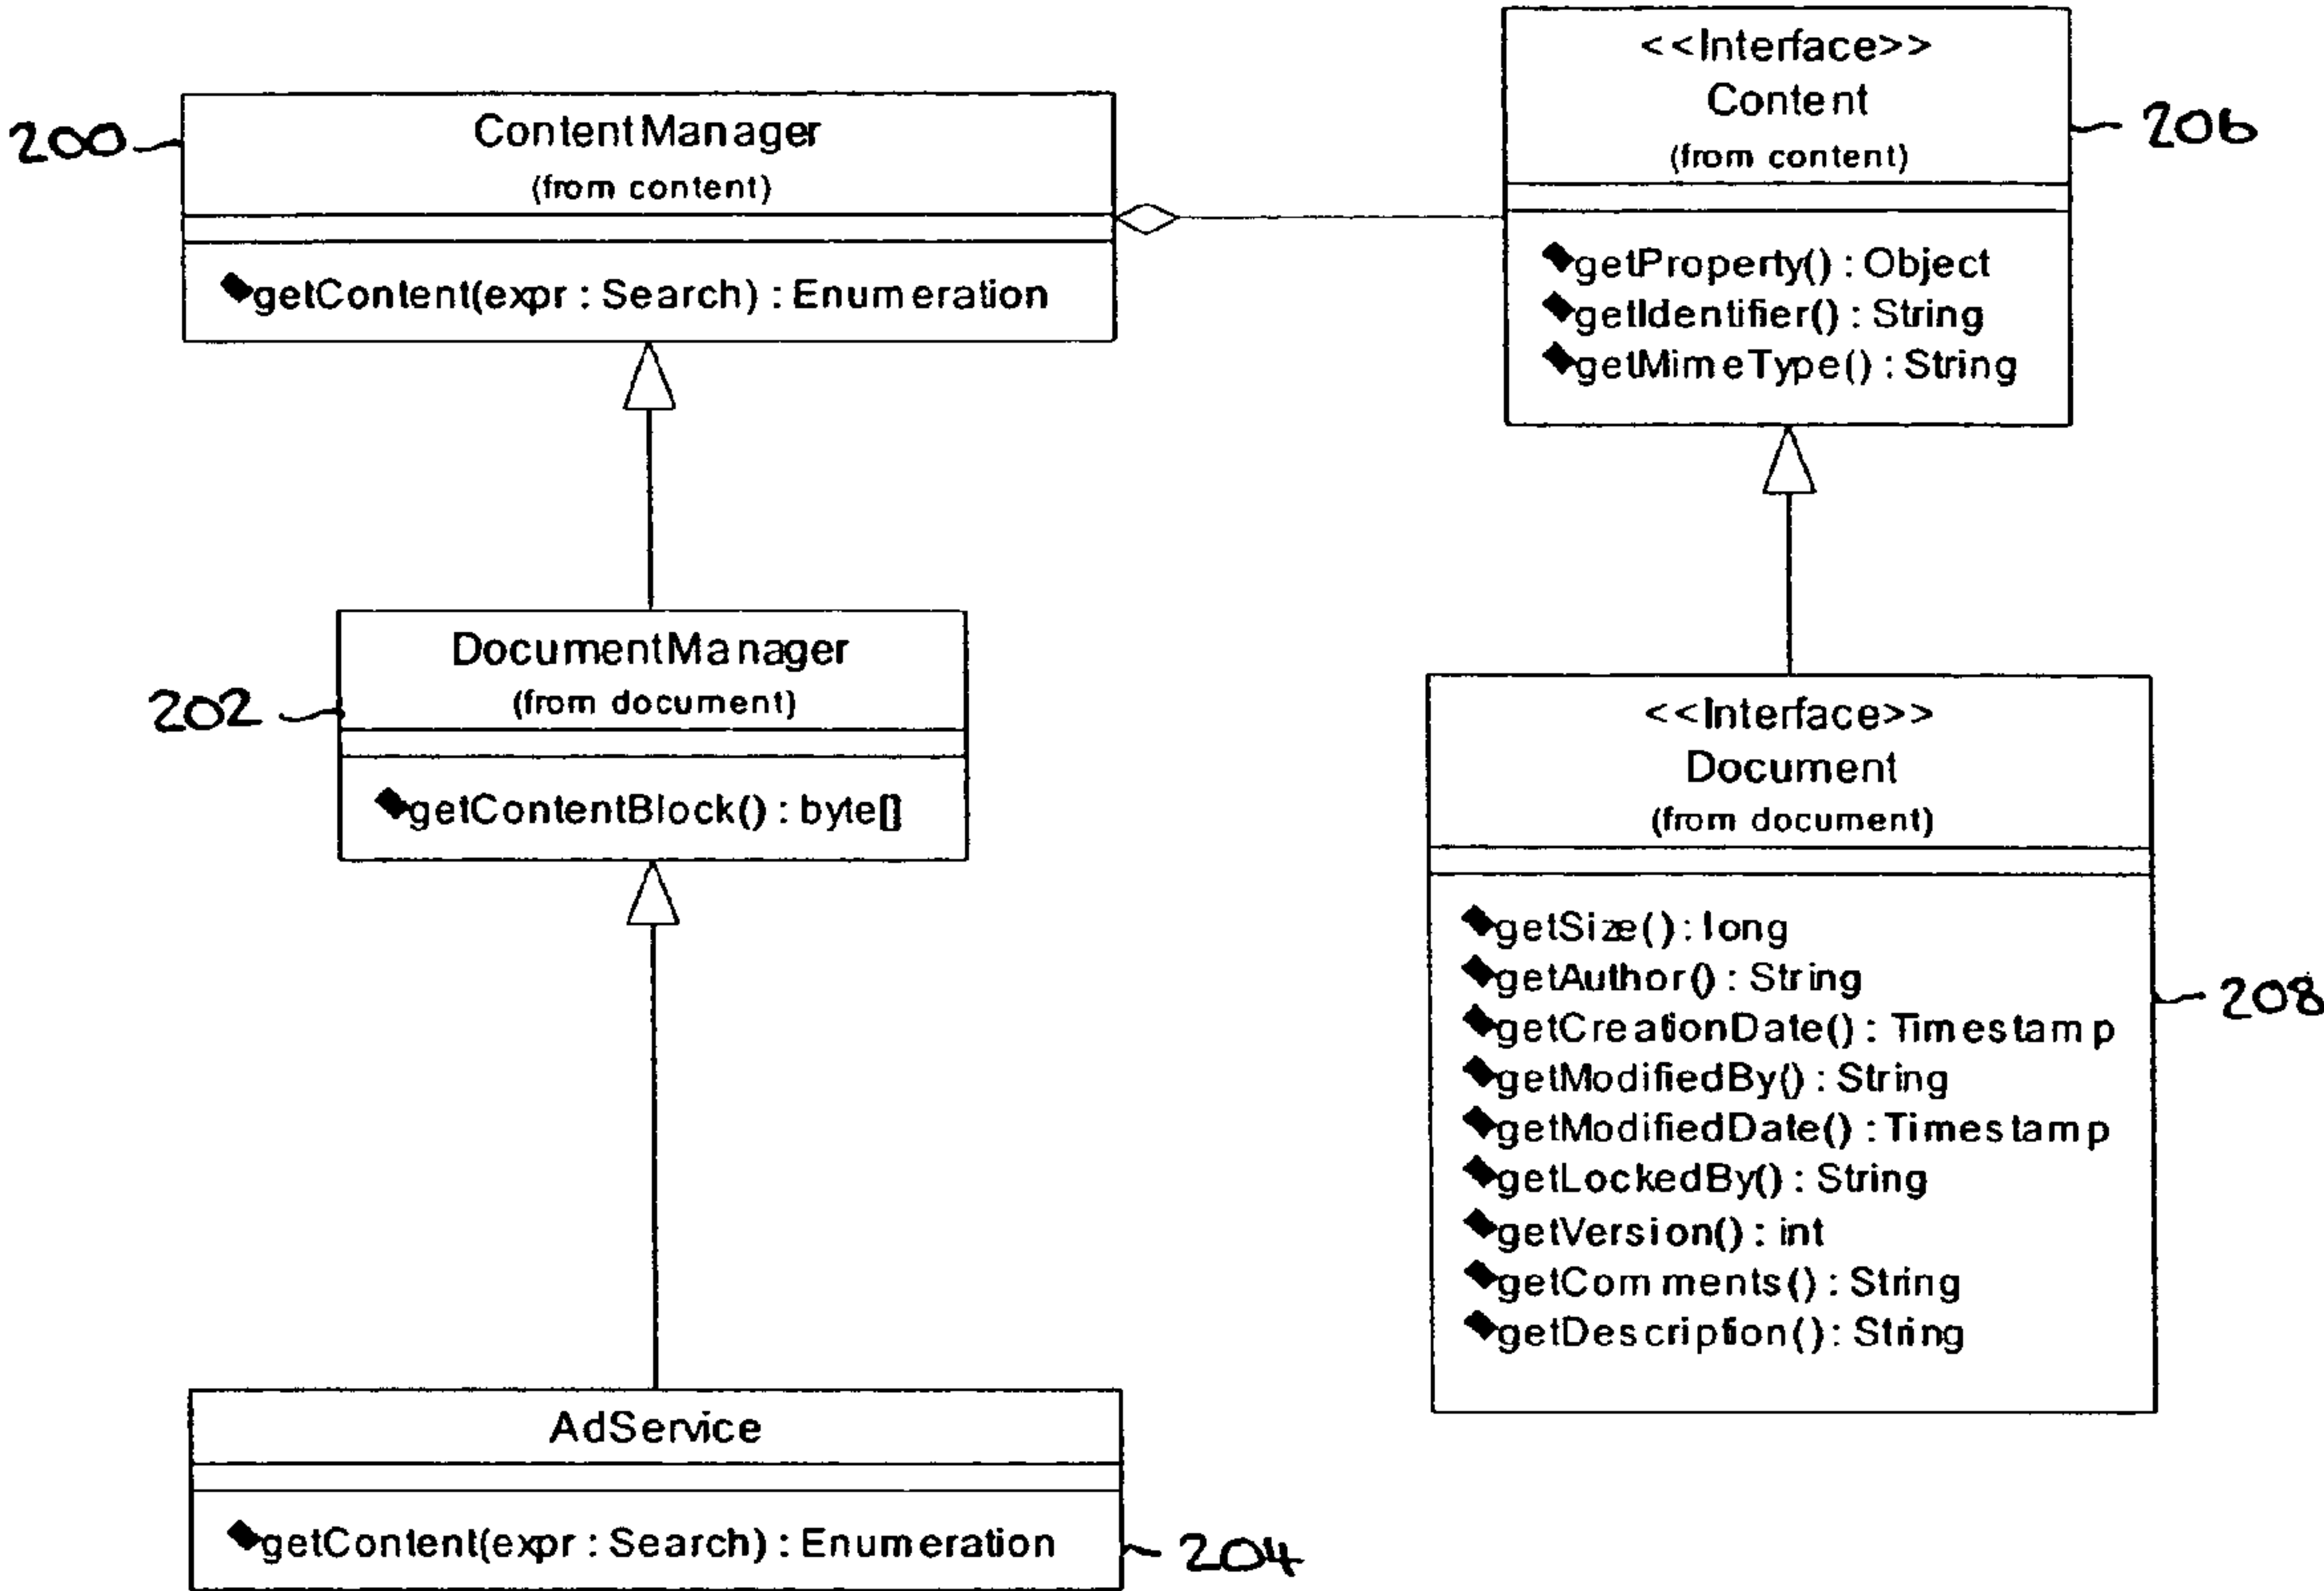 200
ContentManager
(from content)
getContent(expr : Search) : Enumeration
<<Interface>>
Content
(from content)
getProperty() : Object
getIdentifier() : String
getMimeType() : String
206
202
DocumentManager
(from document)
getContentBlock() : byte[]
<<Interface>>
Document
(from document)
getSize() : long
getAuthor() : String
getCreationDate() : Timestamp
getModifiedBy() : String
getModifiedDate() : Timestamp
getLockedBy() : String
getVersion() : int
getComments() : String
getDescription() : String
208
AdService
getContent(expr : Search) : Enumeration
204